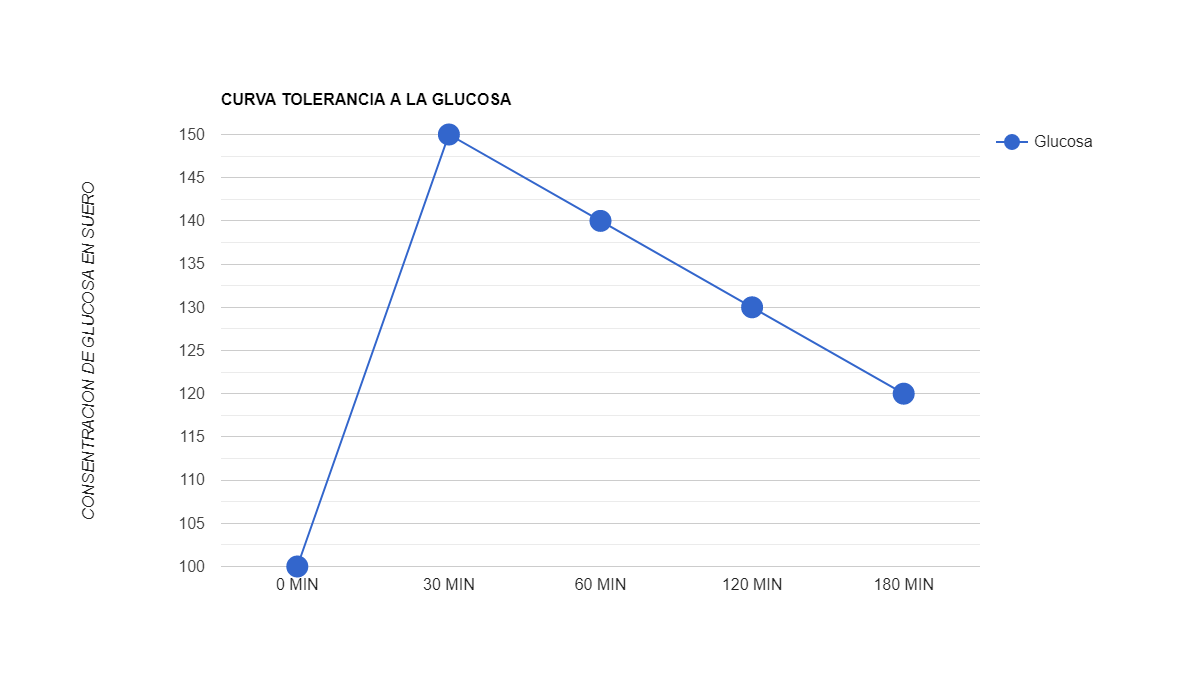 CURVA TOLERANCIA A LA GLUCOSA
CONSENTRACION DE GLUCOSA EN SUERO
150
145
140
135
130
125
120
115
110
105
100
0 MIN
30 MIN
60 MIN
120 MIN
180 MIN
Glucosa